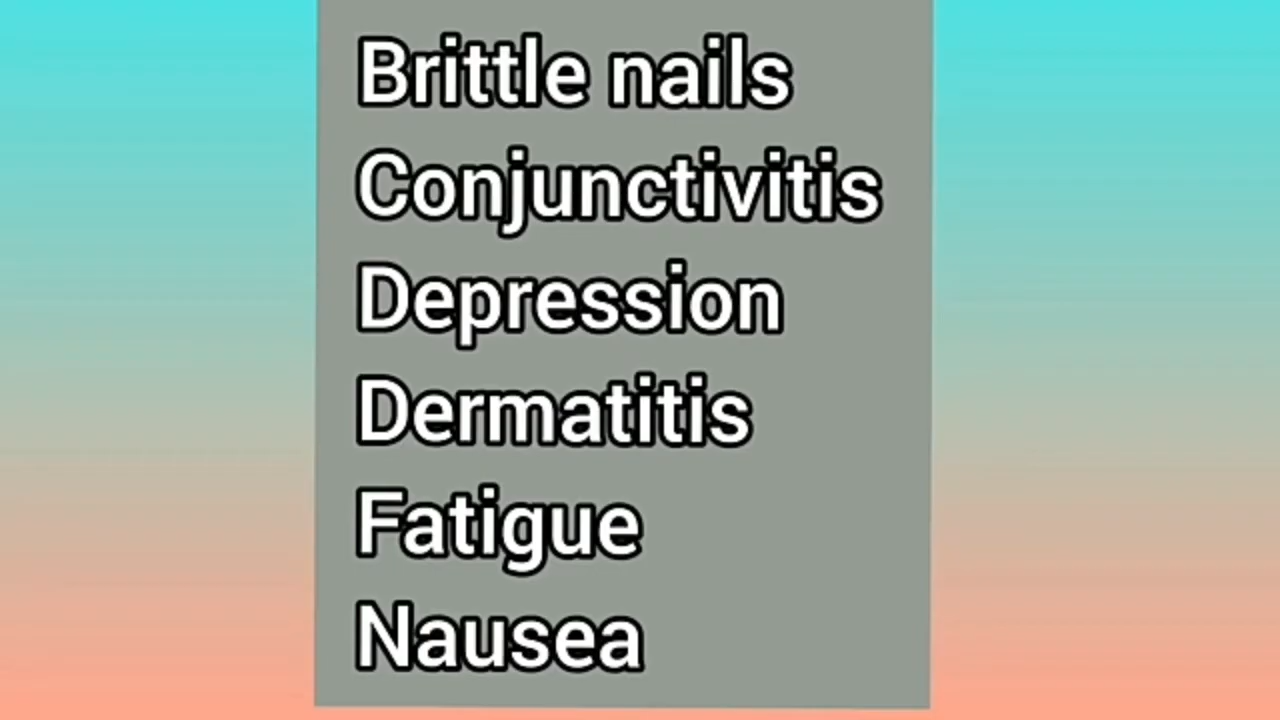 Brittle nails
Conjunctivitis
Depression
Dermatitis
Fatigue
Nausea